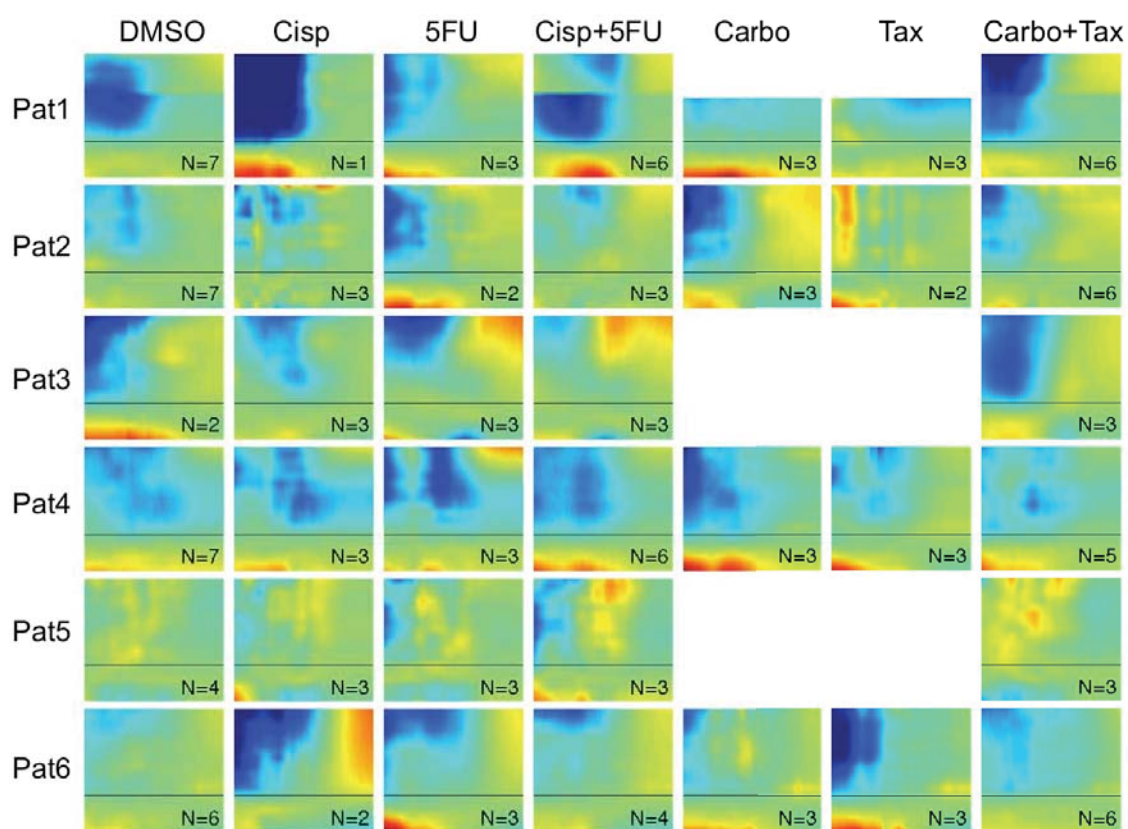 DMSO Cisp 5FU Cisp+5FU Carbo Tax Carbo+Tax
Pat1 N=7 N=1 N=3 N=6 N=3 N=3 N=6
Pat2 N=7 N=3 N=2 N=3 N=3 N=2 N=6
Pat3 N=2 N=3 N=3 N=3 N=3
Pat4 N=7 N=3 N=3 N=6 N=3 N=3 N=5
Pat5 N=4 N=3 N=3 N=3 N=3
Pat6 N=6 N=2 N=3 N=4 N=3 N=3 N=6